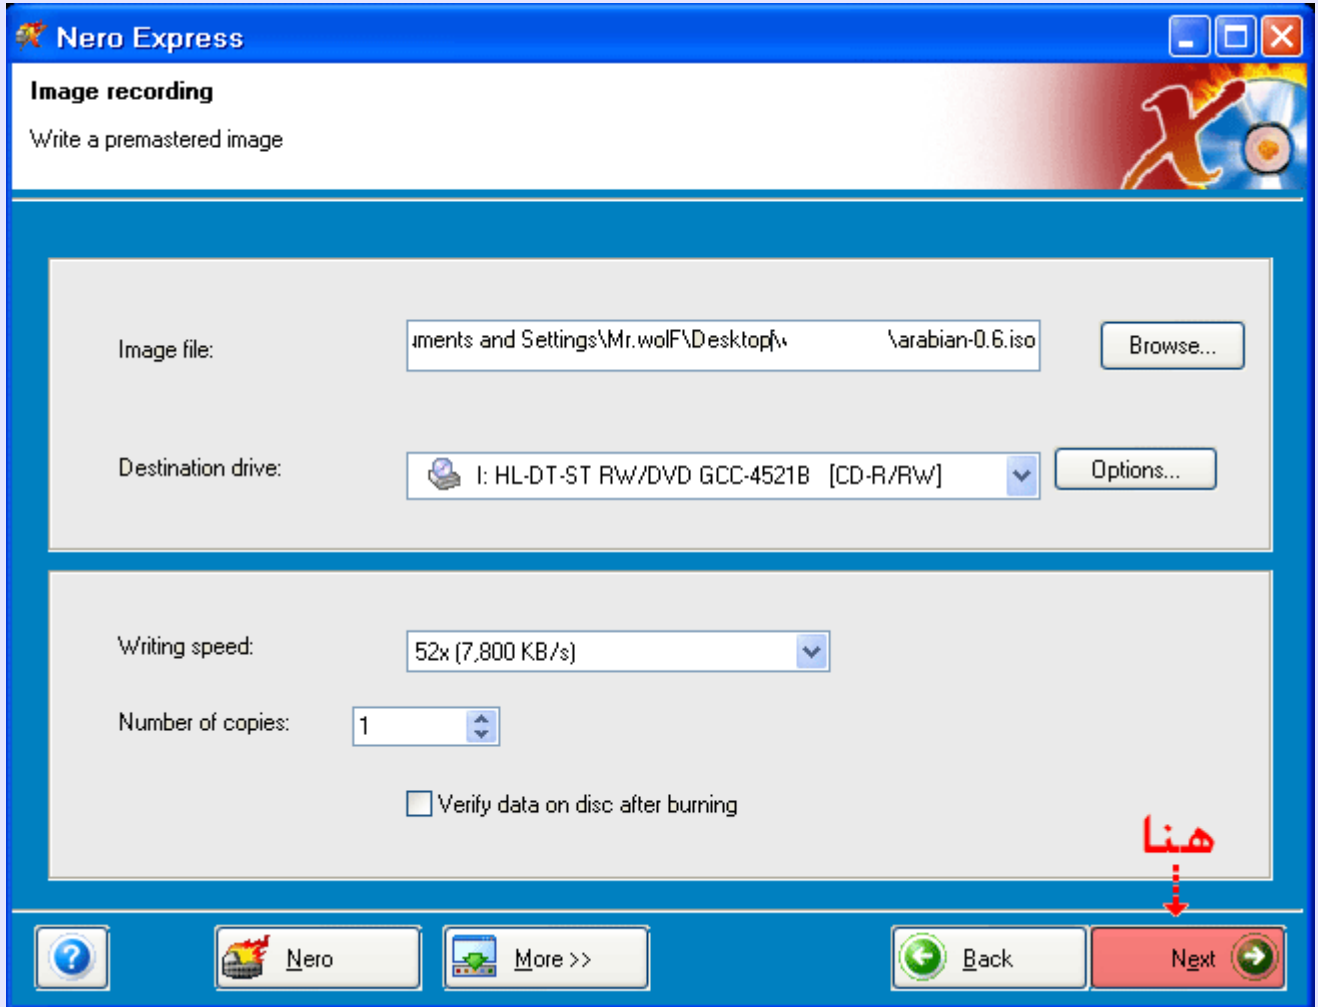 Nero Express
Image recording
Write a premastered image
Image file:
uments and Settings\Mr.wolF\Desktop\ \arabian-0.6.iso
Browse...
Destination drive:
I: HL-DT-ST RW/DVD GCC-4521B [CD-R/RW]
Options...
Writing speed:
52x (7,800 KB/s)
Number of copies:
1
Verify data on disc after burning
هنا
Nero
More >>
Back
Next